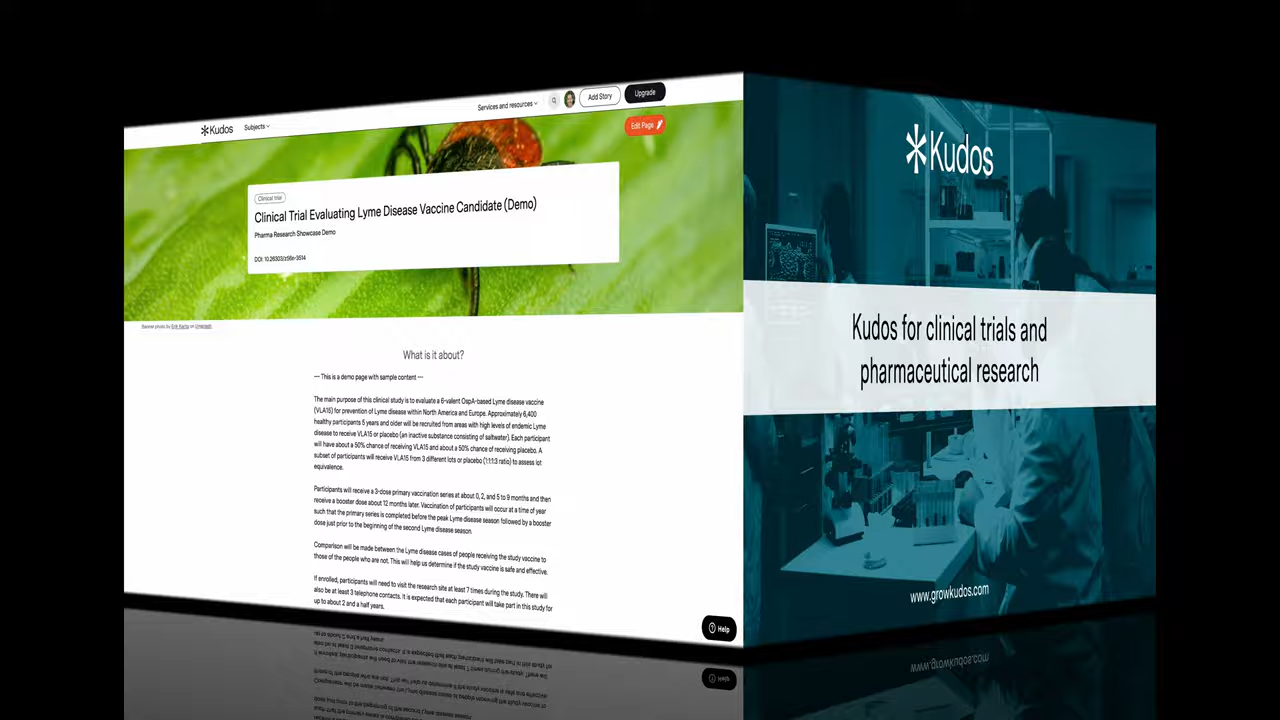 Kudos
Subjects
Services and resources
Add Story
Upgrade
Edit Page
Clinical trial
Clinical Trial Evaluating Lyme Disease Vaccine Candidate (Demo)
Pharma Research Showcase Demo
DOI: 10.26303/z56n-3514
Banner photo by Erik Karits on Unsplash
What is it about?
--- This is a demo page with sample content ---
The main purpose of this clinical study is to evaluate a 6-valent OspA-based Lyme disease vaccine
(VLA15) for prevention of Lyme disease within North America and Europe. Approximately 6,400
healthy participants 5 years and older will be recruited from areas with high levels of endemic Lyme
disease to receive VLA15 or placebo (an inactive substance consisting of saltwater). Each participant
will have about a 50% chance of receiving VLA15 and about a 50% chance of receiving placebo. A
subset of participants will receive VLA15 from 3 different lots or placebo (1:1:1:3 ratio) to assess lot
equivalence.
Participants will receive a 3-dose primary vaccination series at about 0, 2, and 5 to 9 months and then
receive a booster dose about 12 months later. Vaccination of participants will occur at a time of year
such that the primary series is completed before the peak Lyme disease season followed by a booster
dose just prior to the beginning of the second Lyme disease season.
Comparison will be made between the Lyme disease cases of people receiving the study vaccine to
those of the people who are not. This will help us determine if the study vaccine is safe and effective.
If enrolled, participants will need to visit the research site at least 7 times during the study. There will
also be at least 3 telephone contacts. It is expected that each participant will take part in this study for
up to about 2 and a half years.
Help
Kudos
Kudos for clinical trials and
pharmaceutical research
www.growkudos.com